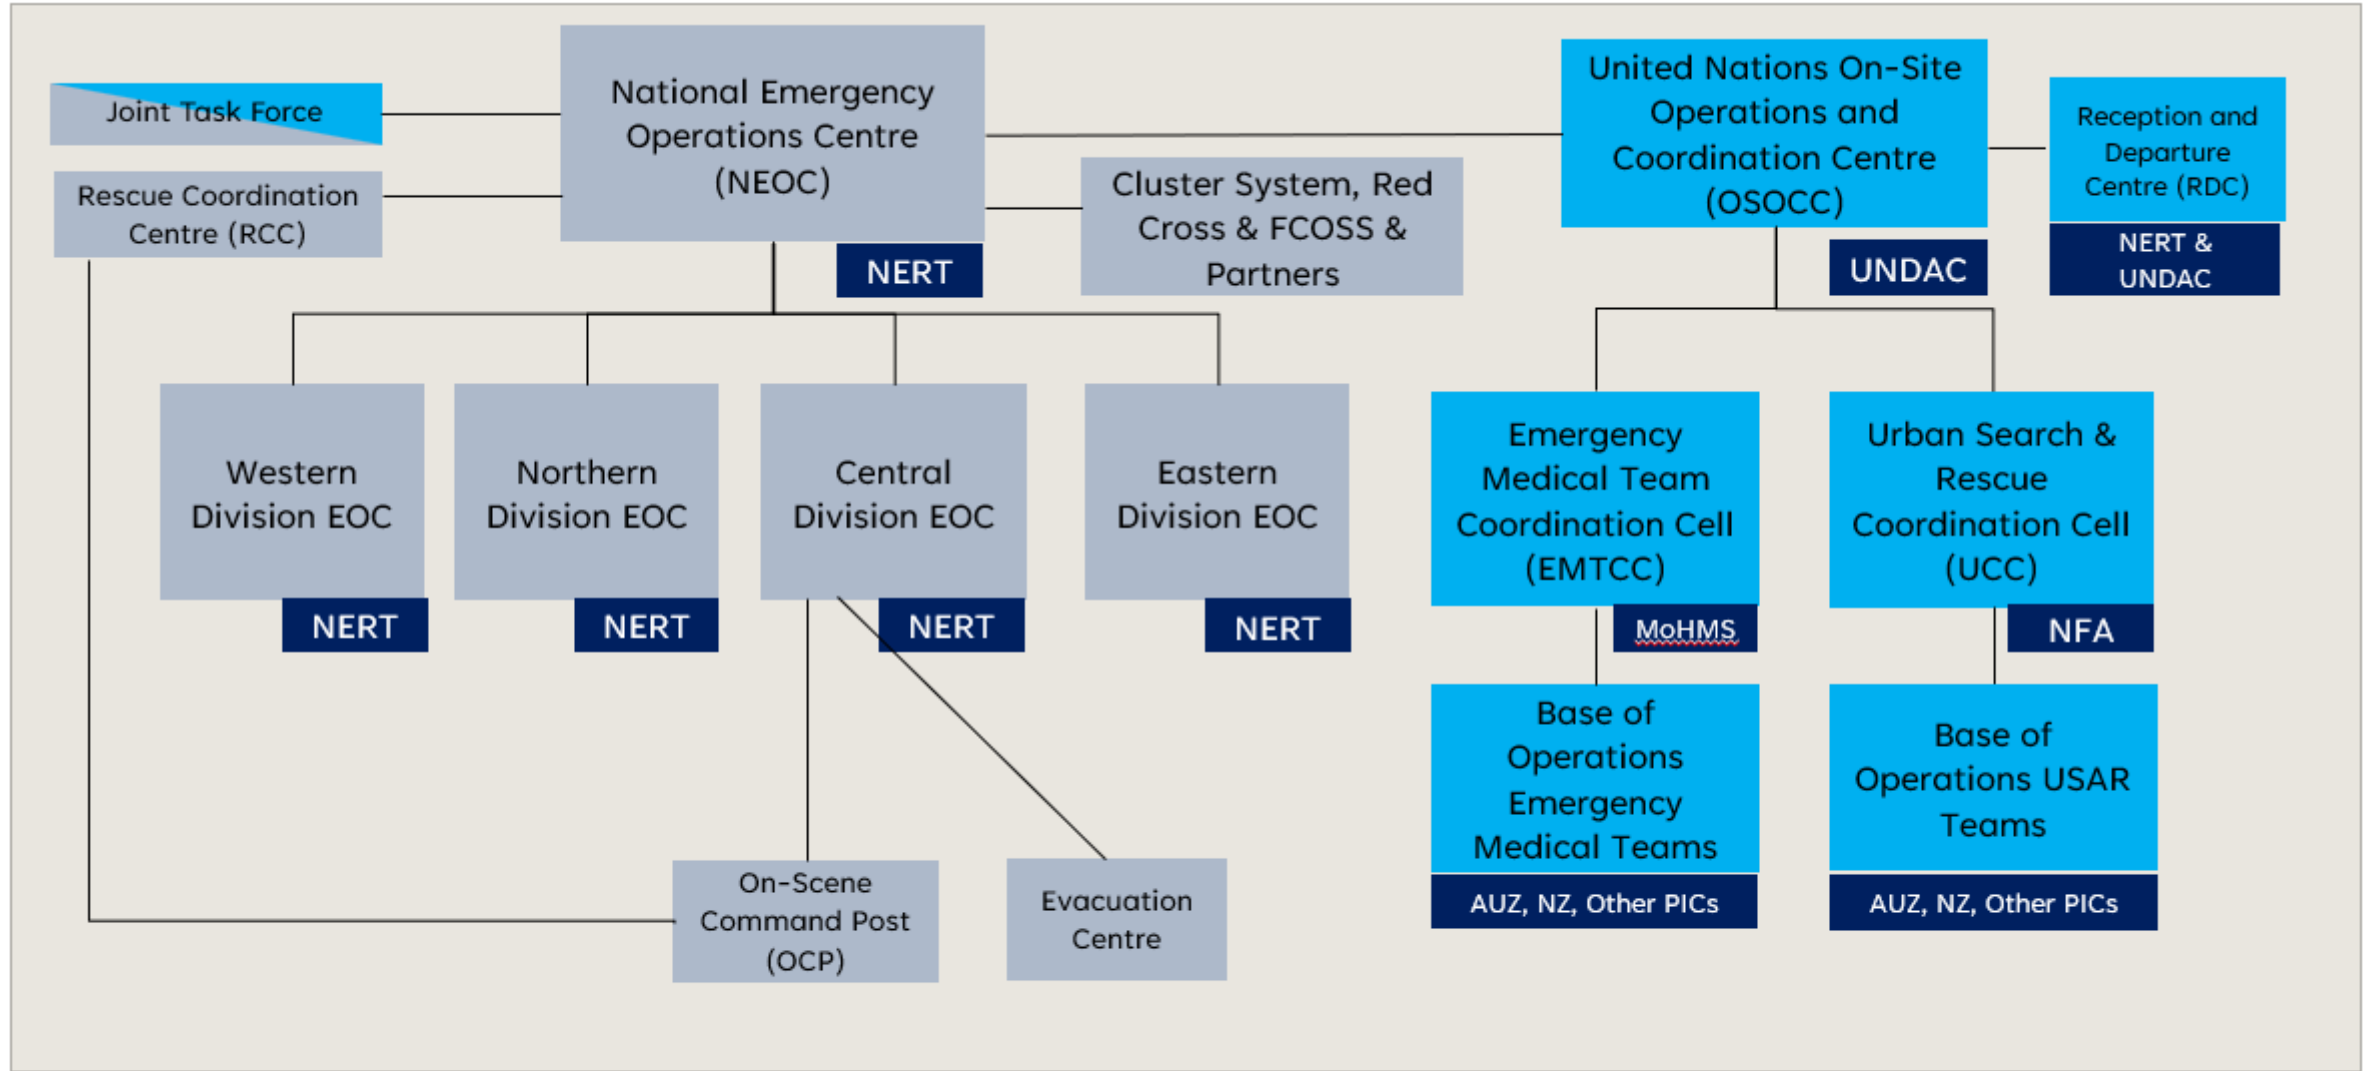 Joint Task Force
Rescue Coordination
Centre (RCC)
National Emergency
Operations Centre
(NEOC)
NERT
Cluster System, Red
Cross & FCOSS &
Partners
United Nations On-Site
Operations and
Coordination Centre
(OSOCC)
UNDAC
Reception and
Departure
Centre (RDC)
NERT &
UNDAC
Western
Division EOC
NERT
Northern
Division EOC
NERT
Central
Division EOC
NERT
Eastern
Division EOC
NERT
Emergency
Medical Team
Coordination Cell
(EMTCC)
MoHMS
Urban Search &
Rescue
Coordination Cell
(UCC)
NFA
On-Scene
Command Post
(OCP)
Evacuation
Centre
Base of
Operations
Emergency
Medical Teams
AUZ, NZ, Other PICs
Base of
Operations USAR
Teams
AUZ, NZ, Other PICs